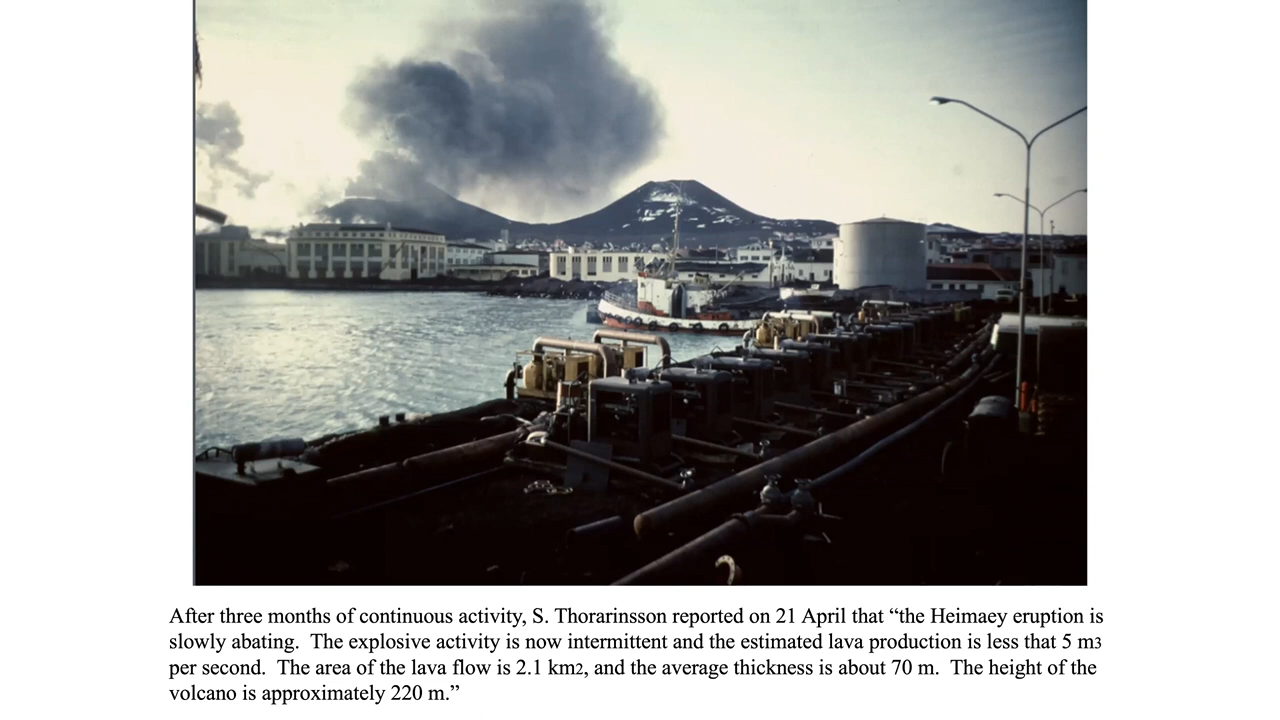 After three months of continuous activity, S. Thorarinsson reported on 21 April that “the Heimaey eruption is
slowly abating.  The explosive activity is now intermittent and the estimated lava production is less that 5 m3
per second.  The area of the lava flow is 2.1 km2, and the average thickness is about 70 m.  The height of the
volcano is approximately 220 m.”